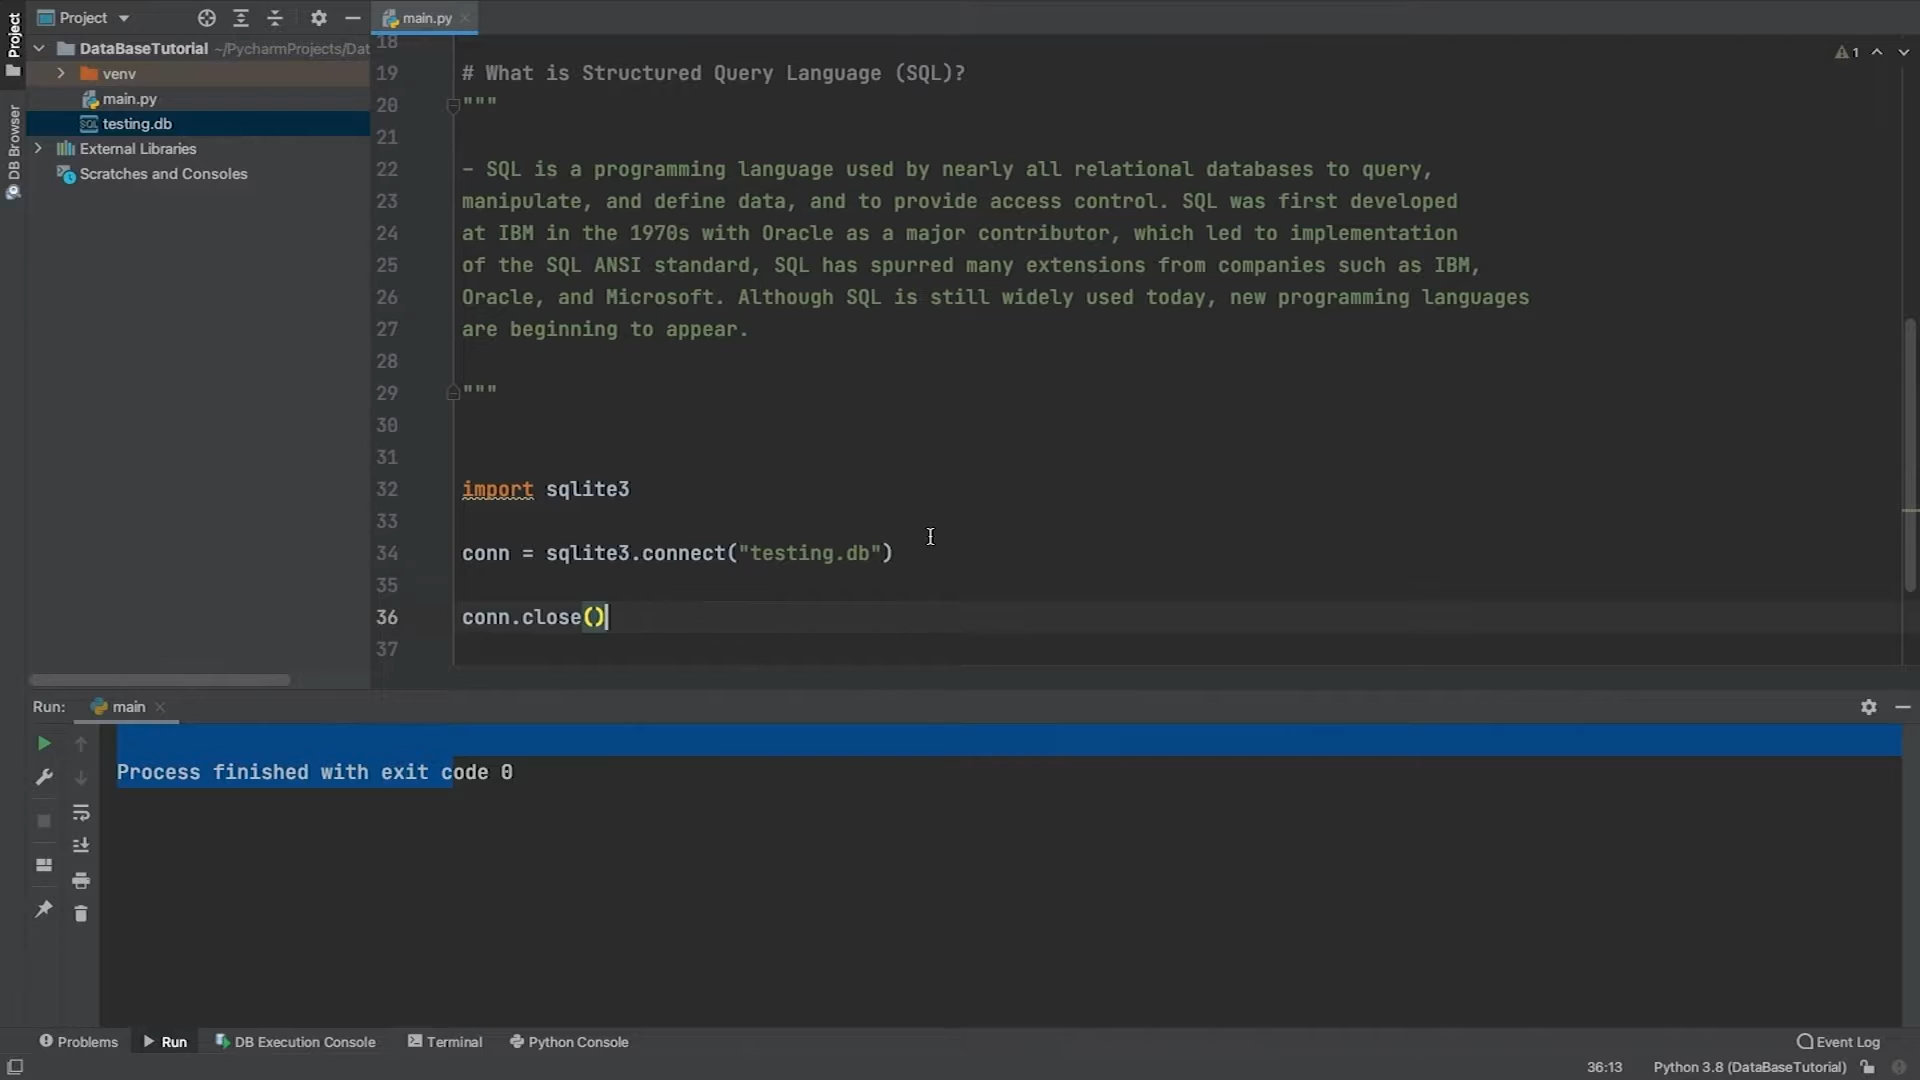 Project
main.py
DataBaseTutorial ~/PycharmProjects/Dat
venv
main.py
testing.db
External Libraries
Scratches and Consoles
Project
DB Browser
1
18
19 # What is Structured Query Language (SQL)?
20 """
21
22 - SQL is a programming language used by nearly all relational databases to query,
23 manipulate, and define data, and to provide access control. SQL was first developed
24 at IBM in the 1970s with Oracle as a major contributor, which led to implementation
25 of the SQL ANSI standard, SQL has spurred many extensions from companies such as IBM,
26 Oracle, and Microsoft. Although SQL is still widely used today, new programming languages
27 are beginning to appear.
28
29 """
30
31
32 import sqlite3
33
34 conn = sqlite3.connect("testing.db")
35
36 conn.close()
37
Run: main
Process finished with exit code 0
Problems Run DB Execution Console Terminal Python Console Event Log
36:13 Python 3.8 (DataBaseTutorial)